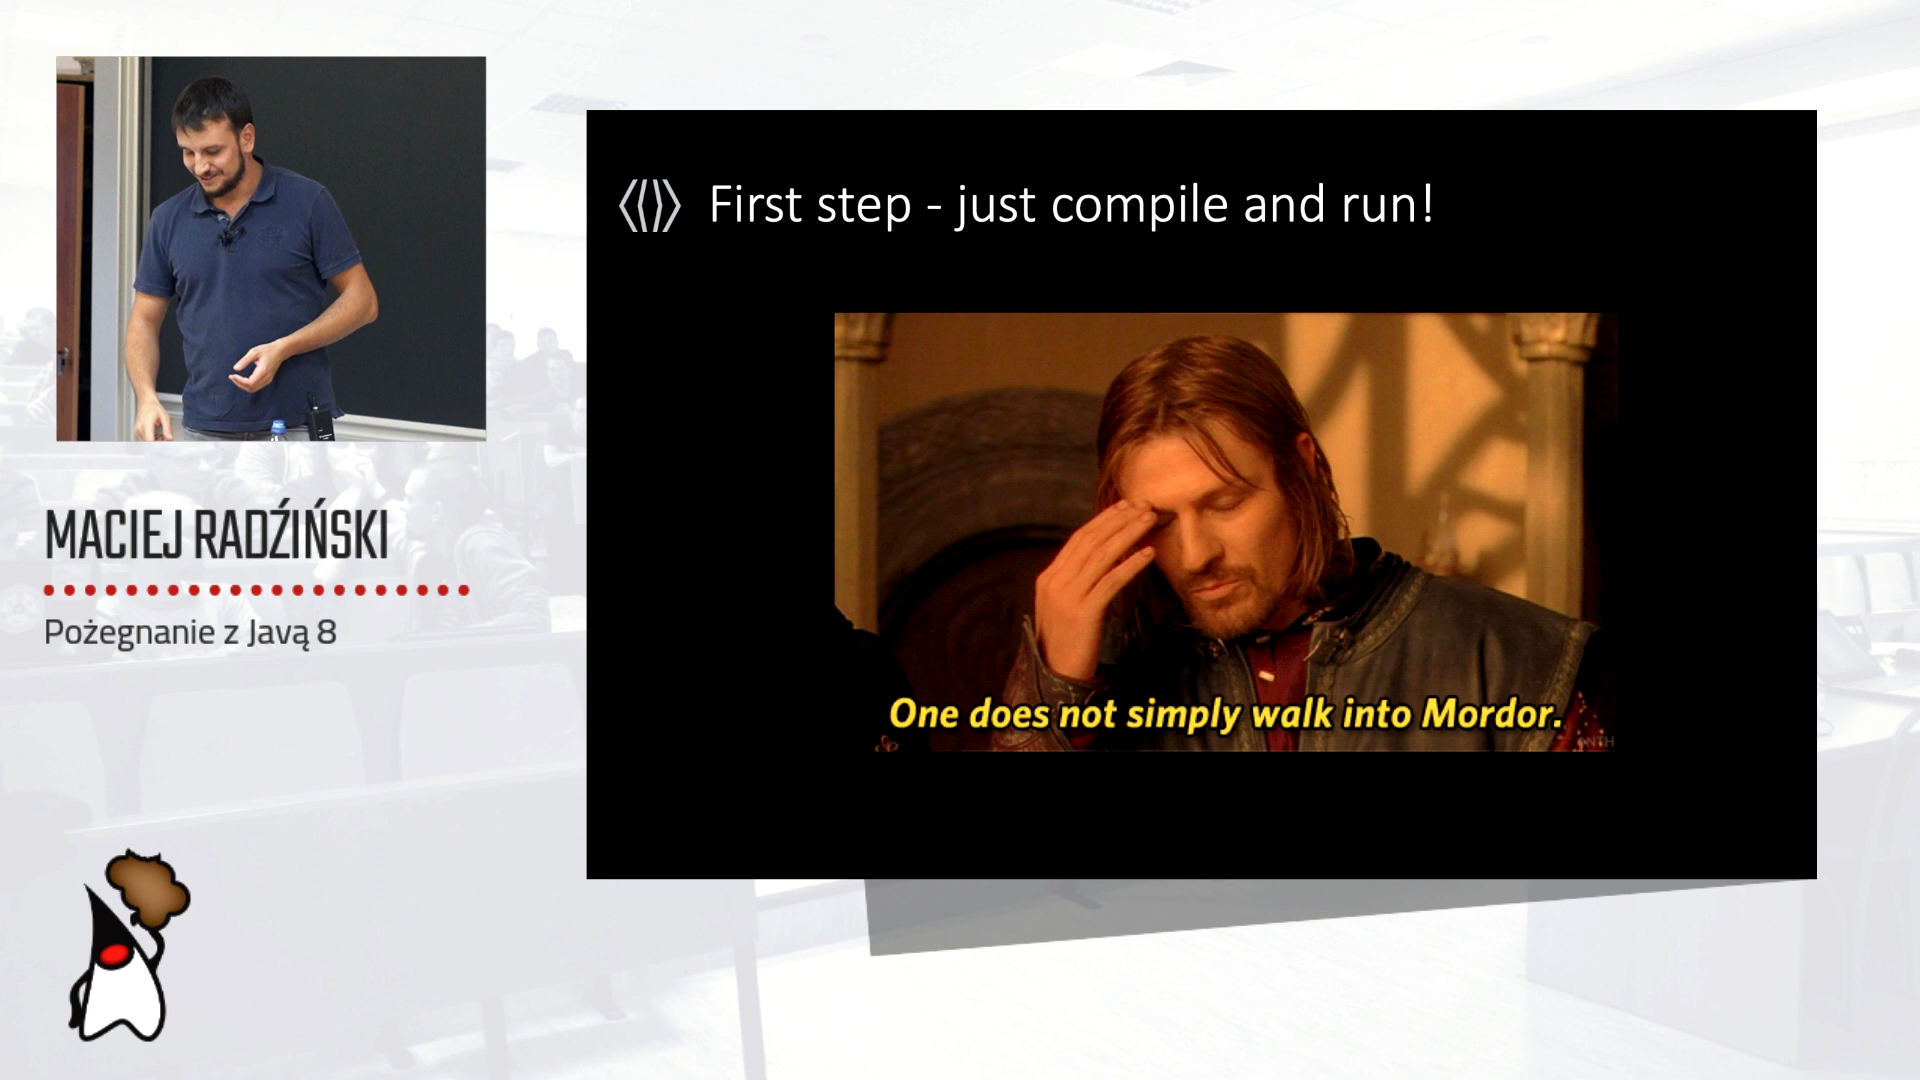 First step - just compile and run!
One does not simply walk into Mordor.
MACIEJ RADŹIŃSKI
Pożegnanie z Javą 8